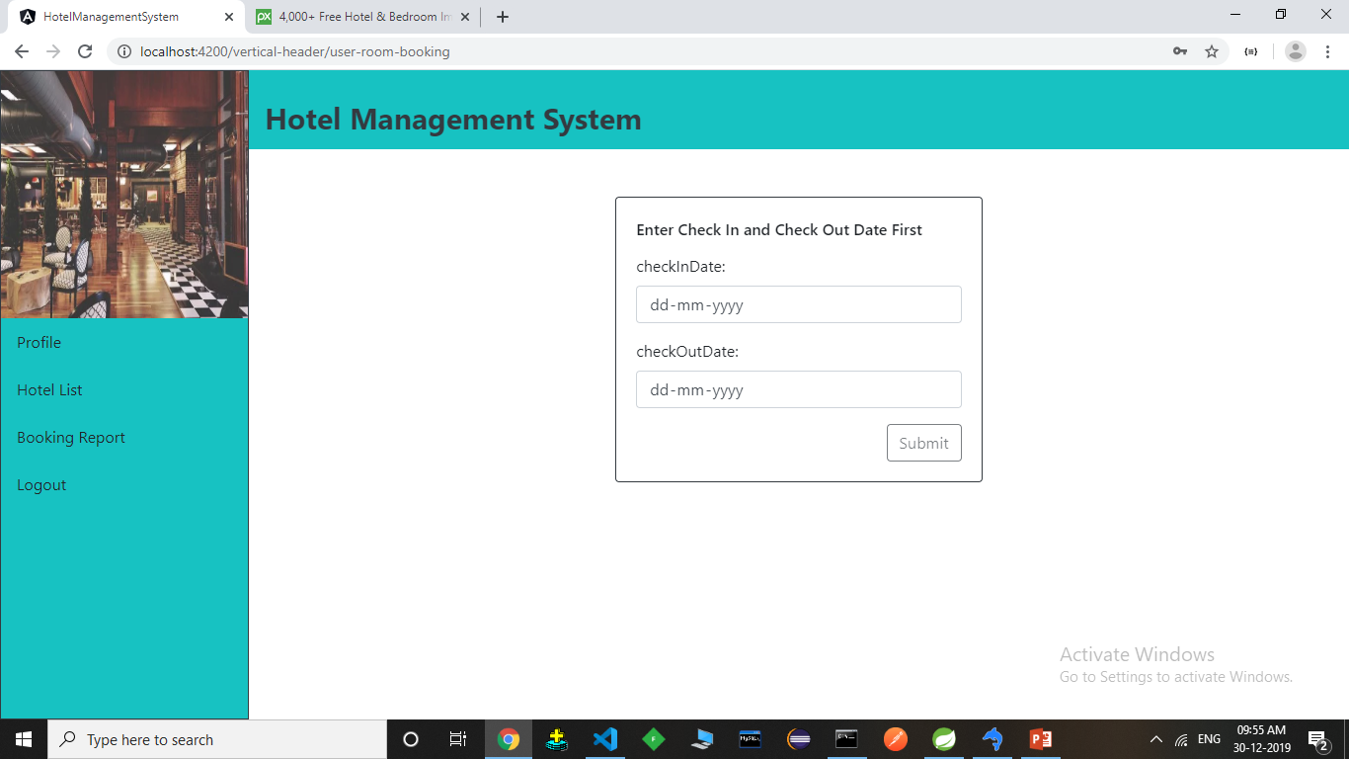 HotelManagementSystem
px 4,000+ Free Hotel & Bedroom Im
localhost:4200/vertical-header/user-room-booking
Hotel Management System
Profile
Hotel List
Booking Report
Logout
Enter Check In and Check Out Date First
checkInDate:
dd-mm-yyyy
checkOutDate:
dd-mm-yyyy
Submit
Activate Windows
Go to Settings to activate Windows.
Type here to search
ENG
09:55 AM
30-12-2019
2